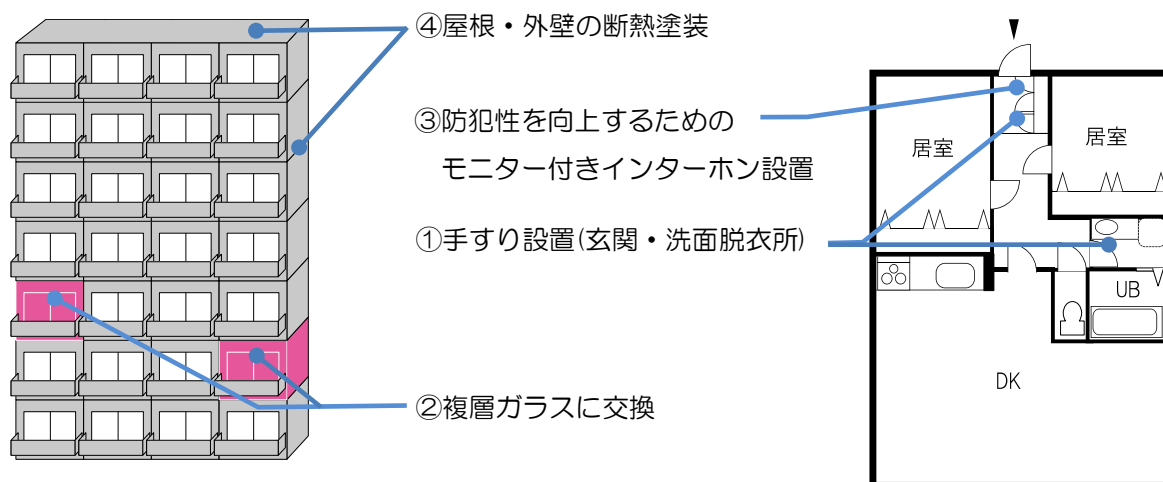 ④屋根・外壁の断熱塗装
③防犯性を向上するための
モニター付きインターホン設置
①手すり設置(玄関・洗面脱衣所)
②複層ガラスに交換
居室
居室
UB
DK